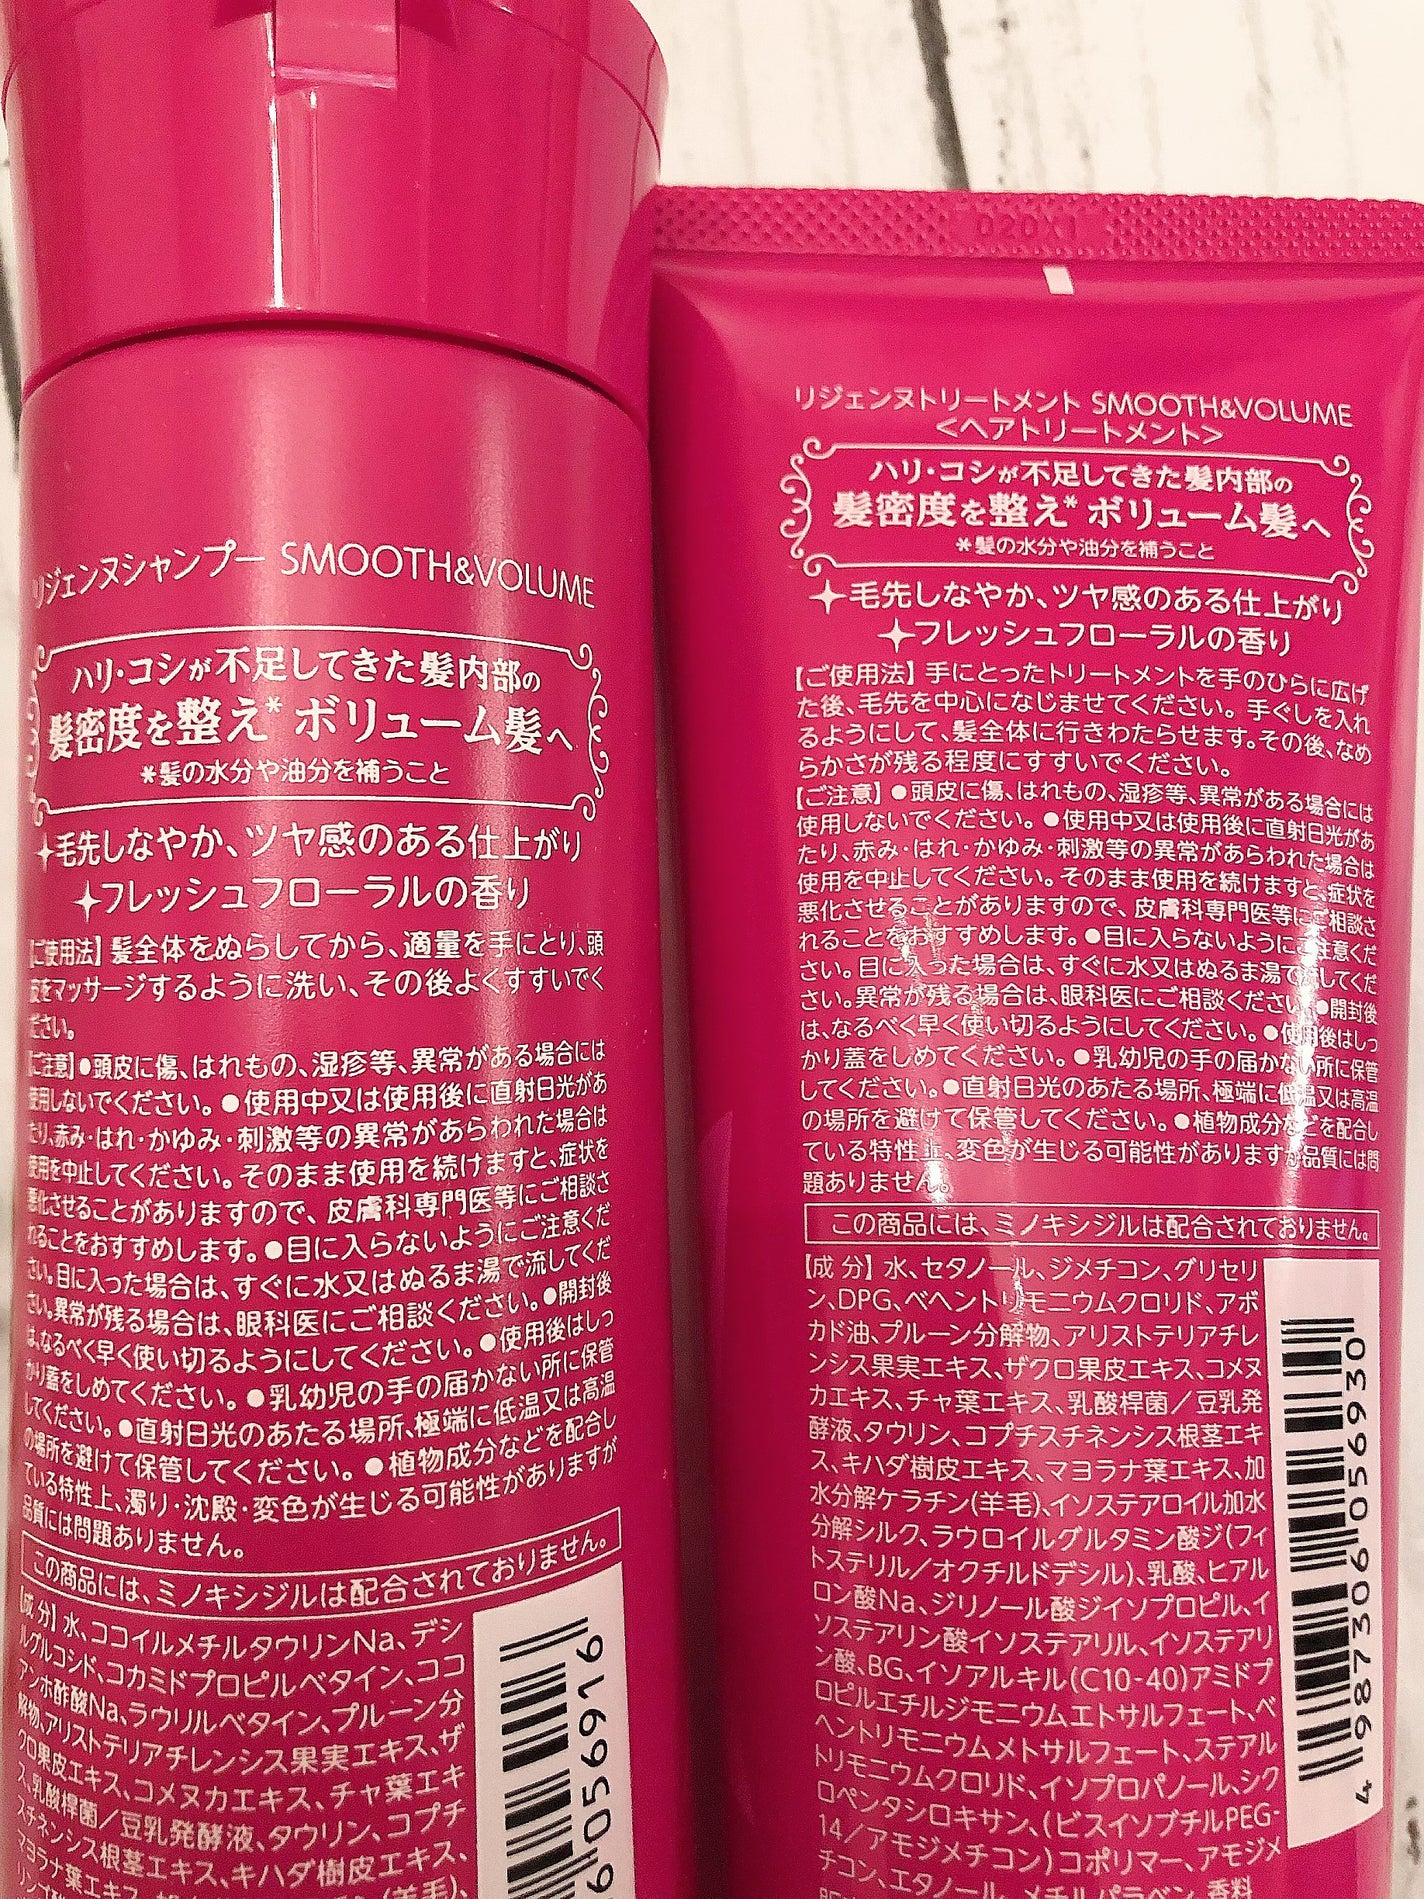 リジェンヌシャンプー SMOOTH&VOLUME
ハリ・コシが不足してきた髪内部の
髪密度を整え* ボリューム髪へ
*髪の水分や油分を補うこと
毛先しなやか、ツヤ感のある仕上がり
フレッシュフローラルの香り
【ご使用法】髪全体をぬらしてから、適量を手にとり、頭
皮をマッサージするように洗い、その後よくすすいでく
ださい。
【ご注意】●頭皮に傷、はれもの、湿疹等、異常がある場合には
使用しないでください。●使用中又は使用後に直射日光があ
たり、赤み・はれ・かゆみ・刺激等の異常があらわれた場合は
使用を中止してください。そのまま使用を続けますと、症状を
悪化させることがありますので、皮膚科専門医等にご相談さ
れることをおすすめします。●目に入らないようにご注意くだ
さい。目に入った場合は、すぐに水又はぬるま湯で流してくだ
さい。異常が残る場合は、眼科医にご相談ください。●開封後
は、なるべく早く使い切るようにしてください。●使用後はしっ
かり蓋をしめてください。●乳幼児の手の届かない所に保管
してください。●直射日光のあたる場所、極端に低温又は高温
の場所を避けて保管してください。●植物成分などを配合し
ている特性上、濁り・沈殿・変色が生じる可能性がありますが
品質には問題ありません。
この商品には、ミノキシジルは配合されておりません。
【成分】水、ココイルメチルタウリンNa、デシ
ルグルコシド、コカミドプロピルベタイン、ココ
アンホ酢酸Na、ラウリルベタイン、プルーン分
解物、アリストテリアチレンシス果実エキス、ザ
クロ果皮エキス、コメヌカエキス、チャ葉エキ
ス、乳酸桿菌/豆乳発酵液、タウリン、コプチ
スチネンシス根茎エキス、キハダ樹皮エキス、
マヨラナ葉エキス、
(羊毛)、
6 056916
020X1
リジェンヌトリートメント SMOOTH&VOLUME
<ヘアトリートメント>
ハリ・コシが不足してきた髪内部の
髪密度を整え* ボリューム髪へ
*髪の水分や油分を補うこと
毛先しなやか、ツヤ感のある仕上がり
フレッシュフローラルの香り
【ご使用法】手にとったトリートメントを手のひらに広げ
た後、毛先を中心になじませてください。手ぐしを入れ
るようにして、髪全体に行きわたらせます。その後、なめ
らかさが残る程度にすすいでください。
【ご注意】●頭皮に傷、はれもの、湿疹等、異常がある場合には
使用しないでください。●使用中又は使用後に直射日光があ
たり、赤み・はれ・かゆみ・刺激等の異常があらわれた場合は
使用を中止してください。そのまま使用を続けますと、症状を
悪化させることがありますので、皮膚科専門医等にご相談さ
れることをおすすめします。●目に入らないようにご注意くだ
さい。目に入った場合は、すぐに水又はぬるま湯で流してくだ
さい。異常が残る場合は、眼科医にご相談ください。●開封後
は、なるべく早く使い切るようにしてください。●使用後はしっ
かり蓋をしめてください。●乳幼児の手の届かない所に保管
してください。●直射日光のあたる場所、極端に低温又は高温
の場所を避けて保管してください。●植物成分などを配合し
ている特性上、変色が生じる可能性がありますが品質には問
題ありません。
この商品には、ミノキシジルは配合されておりません。
【成分】水、セタノール、ジメチコン、グリセリ
ン、DPG、ベヘントリモニウムクロリド、アボ
カド油、プルーン分解物、アリストテリアチレ
ンシス果実エキス、ザクロ果皮エキス、コメヌ
カエキス、チャ葉エキス、乳酸桿菌/豆乳発
酵液、タウリン、コプチスチネンシス根茎エキ
ス、キハダ樹皮エキス、マヨラナ葉エキス、加
水分解ケラチン(羊毛)、イソステアロイル加水
分解シルク、ラウロイルグルタミン酸ジ(フィ
トステリル/オクチルドデシル)、乳酸、ヒアル
ロン酸Na、ジリノール酸ジイソプロピル、イ
ソステアリン酸イソステアリル、イソステアリ
ン酸、BG、イソアルキル(C10-40)アミドプ
ロピルエチルジモニウムエトサルフェート、ベ
ヘントリモニウムメトサルフェート、ステアル
トリモニウムクロリド、イソプロパノール、シク
ロペンタシロキサン、(ビスイソブチルPEG-
14/アモジメチコン)コポリマー、アモジメ
チコン、エタノール、メチルパラベン、香料
4 987306 056930